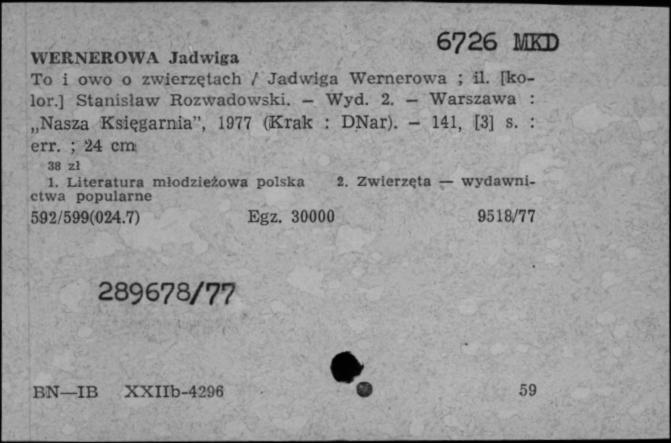 6726 MKD
WERNEROWA Jadwiga
To i owo o zwierzętach / Jadwiga Wernerowa ; il. [ko-
lor.] Stanisław Rozwadowski. — Wyd. 2. — Warszawa :
„Nasza Księgarnia”, 1977 (Krak : DNar). — 141, [3] s. :
err. ; 24 cm
38 zł
1. Literatura młodzieżowa polska 2. Zwierzęta — wydawni-
ctwa popularne
592/599(024.7) Egz. 30000 9518/77
289678/77
BN—IB XXIIb-4296 59